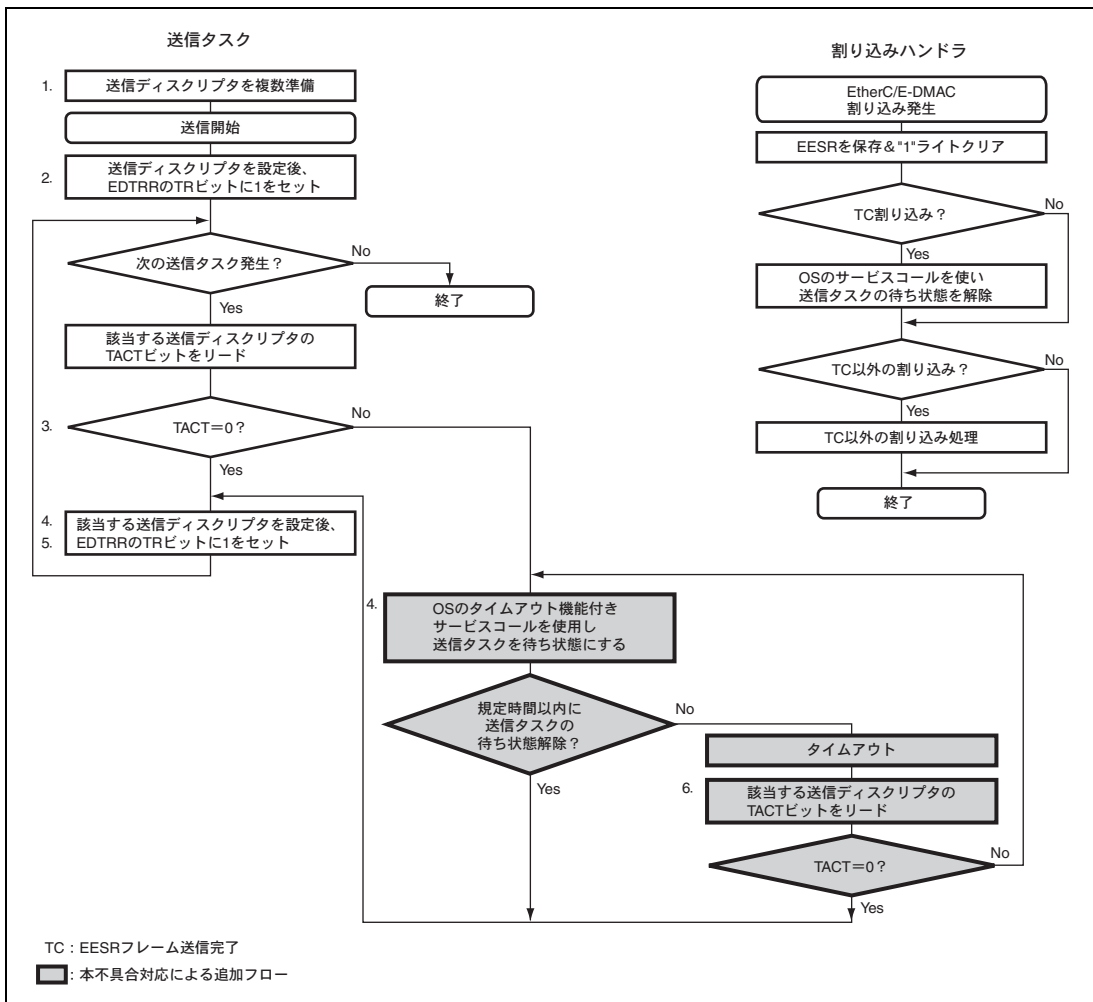 送信タスク
1.
送信ディスクリプタを複数準備
送信開始
2.
送信ディスクリプタを設定後、
EDTRRのTRビットに1をセット
次の送信タスク発生？
No
終了
Yes
該当する送信ディスクリプタの
TACTビットをリード
3.
TACT＝0？
No
Yes
4.
5.
該当する送信ディスクリプタを設定後、
EDTRRのTRビットに1をセット
4.
OSのタイムアウト機能付き
サービスコールを使用し
送信タスクを待ち状態にする
規定時間以内に
送信タスクの
待ち状態解除？
No
Yes
タイムアウト
6.
該当する送信ディスクリプタの
TACTビットをリード
TACT＝0？
No
Yes
割り込みハンドラ
EtherC/E-DMAC
割り込み発生
EESRを保存＆"1"ライトクリア
TC割り込み？
No
Yes
OSのサービスコールを使い
送信タスクの待ち状態を解除
TC以外の割り込み？
No
Yes
TC以外の割り込み処理
終了
TC：EESRフレーム送信完了
：本不具合対応による追加フロー